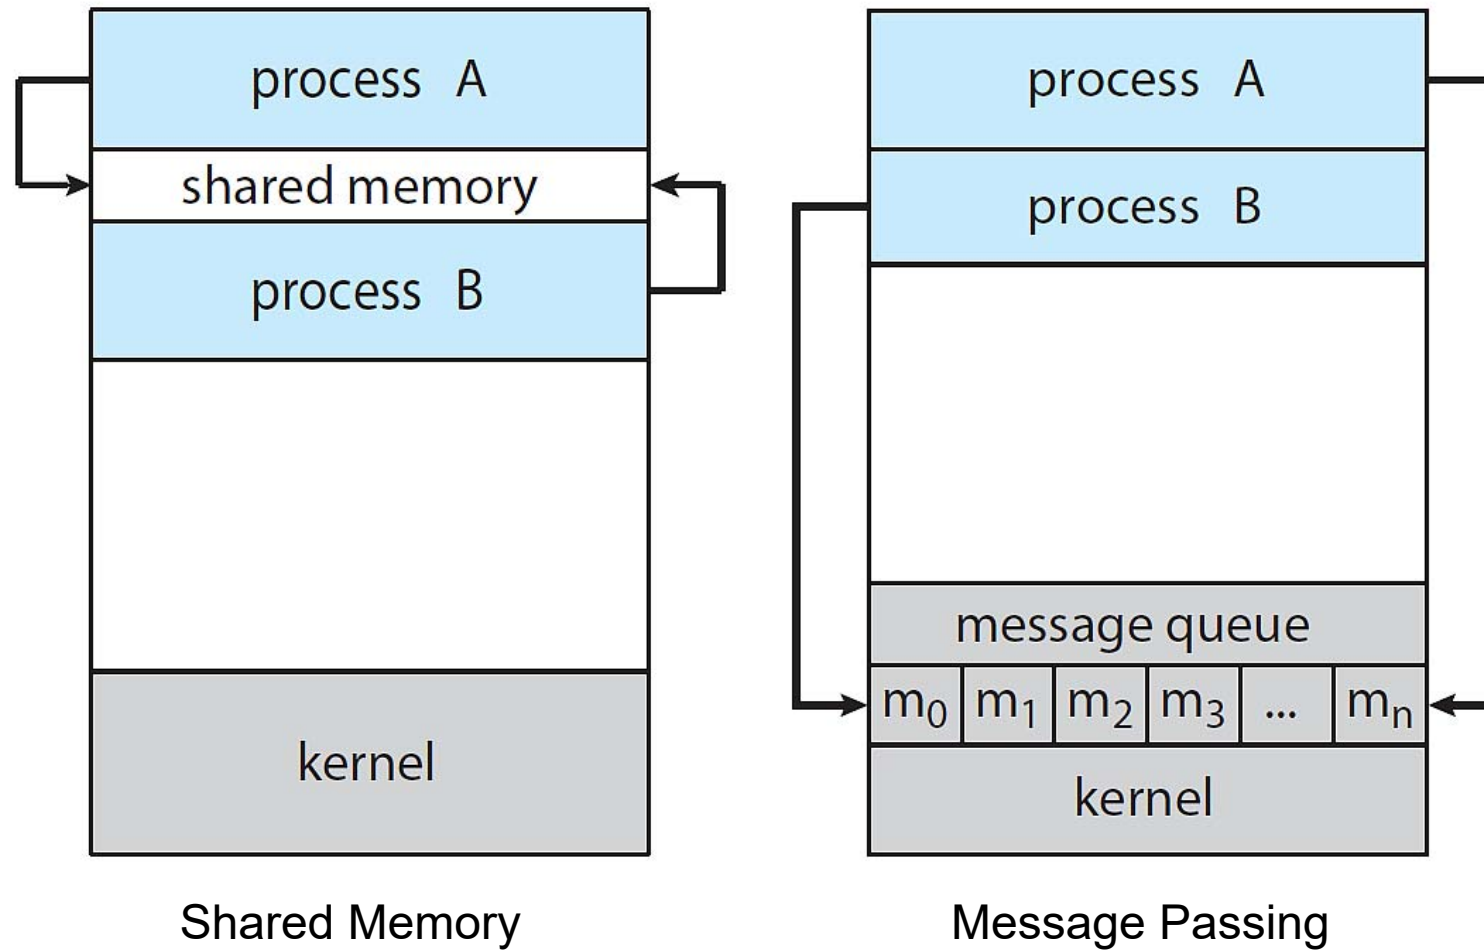 process A
shared memory
process B
kernel
Shared Memory
process A
process B
message queue
m₀ m₁ m₂ m₃ ... mₙ
kernel
Message Passing